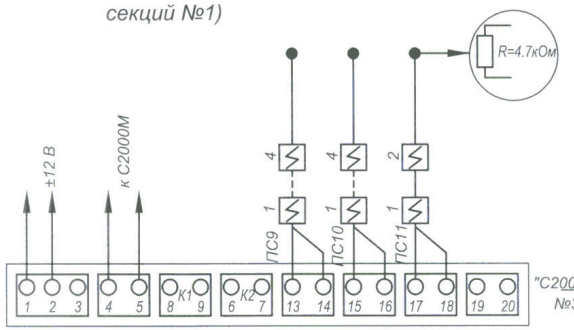 секций №1)
R=4.7кОм
±12 В
к С2000М
4
4
2
1
1
1
ПС9
ПС10
ПС11
К1
К2
1 2 3 4 5 8 9 6 7 13 14 15 16 17 18 19 20
"С200
№3